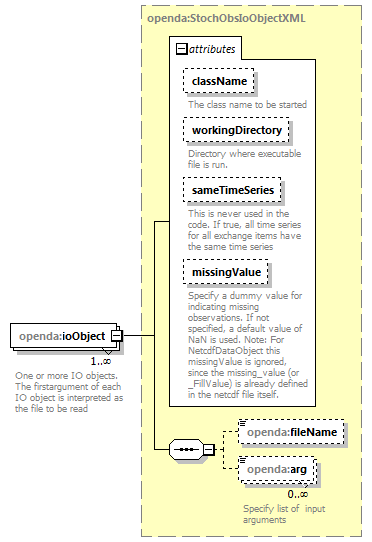 openda:StochObsIoObjectXML
attributes
className
The class name to be started
workingDirectory
Directory where executable
file is run.
sameTimeSeries
This is never used in the
code. If true, all time series
for all exchange items have
the same time series
missingValue
Specify a dummy value for
indicating missing
observations. If not
specified, a default value of
NaN is used. Note: For
NetcdfDataObject this
missingValue is ignored,
since the missing_value (or
_FillValue) is already defined
in the netcdf file itself.
openda:ioObject
1..∞
One or more IO objects.
The firstargument of each
IO object is interpreted as
the file to be read
openda:fileName
openda:arg
0..∞
Specify list of input
arguments